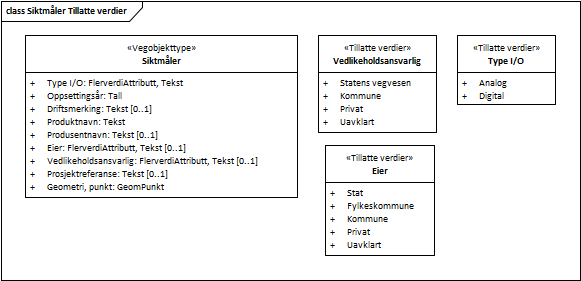 class Siktmåler Tillatte verdier
«Vegobjekttype»
Siktmåler
+ Type I/O: FlerverdiAttributt, Tekst
+ Oppsettingsår: Tall
+ Driftsmerking: Tekst [0..1]
+ Produktnavn: Tekst
+ Produsentnavn: Tekst [0..1]
+ Eier: FlerverdiAttributt, Tekst [0..1]
+ Vedlikeholdsansvarlig: FlerverdiAttributt, Tekst [0..1]
+ Prosjektreferanse: Tekst [0..1]
+ Geometri, punkt: GeomPunkt
«Tillatte verdier»
Vedlikeholdsansvarlig
+ Statens vegvesen
+ Kommune
+ Privat
+ Uavklart
«Tillatte verdier»
Type I/O
+ Analog
+ Digital
«Tillatte verdier»
Eier
+ Stat
+ Fylkeskommune
+ Kommune
+ Privat
+ Uavklart